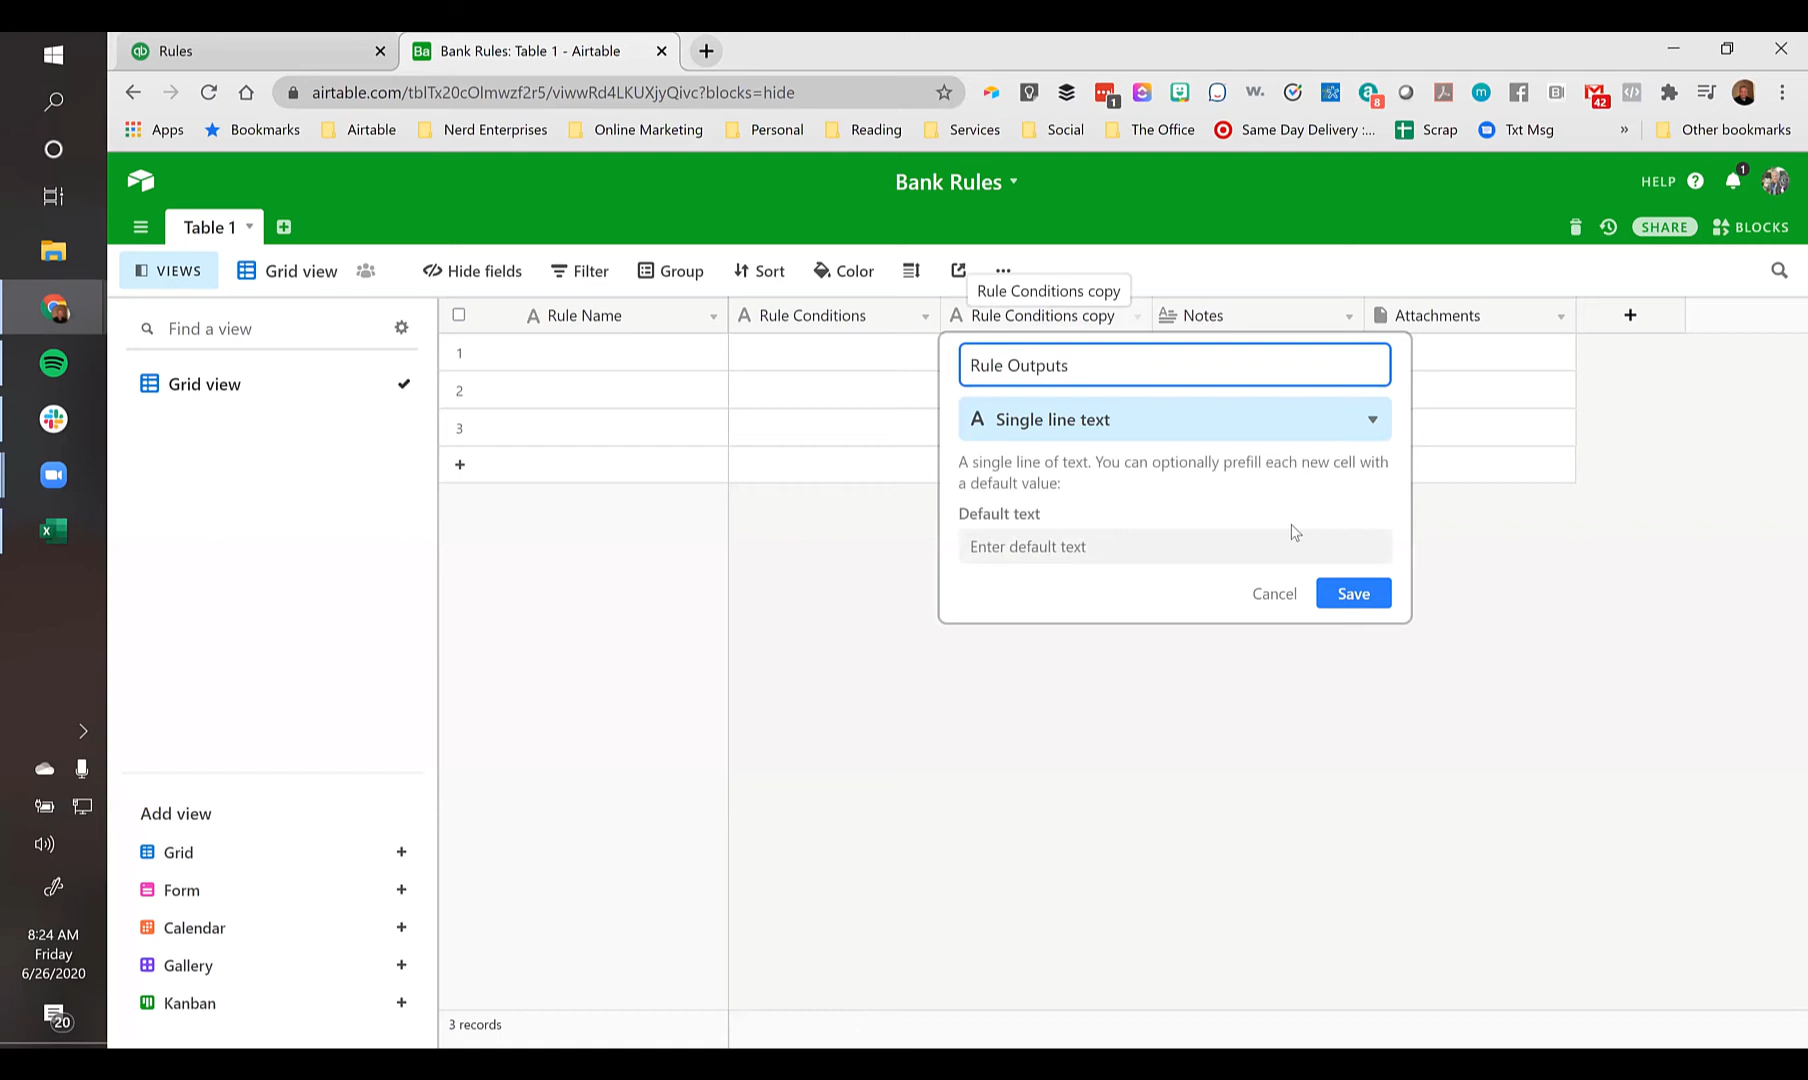 Rules
Bank Rules: Table 1 - Airtable
airtable.com/tblTx20cOlmwzf2r5/viwwRd4LKUXjyQivc?blocks=hide
1
8
42
Apps
Bookmarks
Airtable
Nerd Enterprises
Online Marketing
Personal
Reading
Services
Social
The Office
Same Day Delivery :...
Scrap
Txt Msg
»
Other bookmarks
Bank Rules
HELP
1
Table 1
SHARE
BLOCKS
VIEWS
Grid view
Hide fields
Filter
Group
Sort
Color
Rule Conditions copy
Find a view
Rule Name
Rule Conditions
Rule Conditions copy
Notes
Attachments
1
2
3
Grid view
Rule Outputs
A Single line text
A single line of text. You can optionally prefill each new cell with
a default value:
Default text
Enter default text
Cancel
Save
Add view
Grid
Form
Calendar
Gallery
Kanban
3 records
8:24 AM
Friday
6/26/2020
20